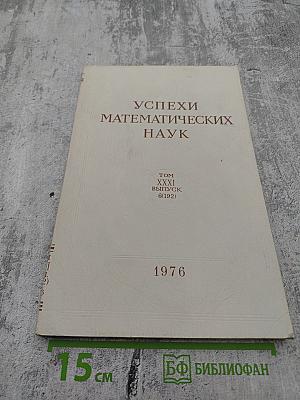 УСПЕХИ
МАТЕМАТИЧЕСКИХ
НАУК
ТОМ
XXXI
ВЫПУСК
6(192)
1976
15 см
БФ БИБЛИОФАН